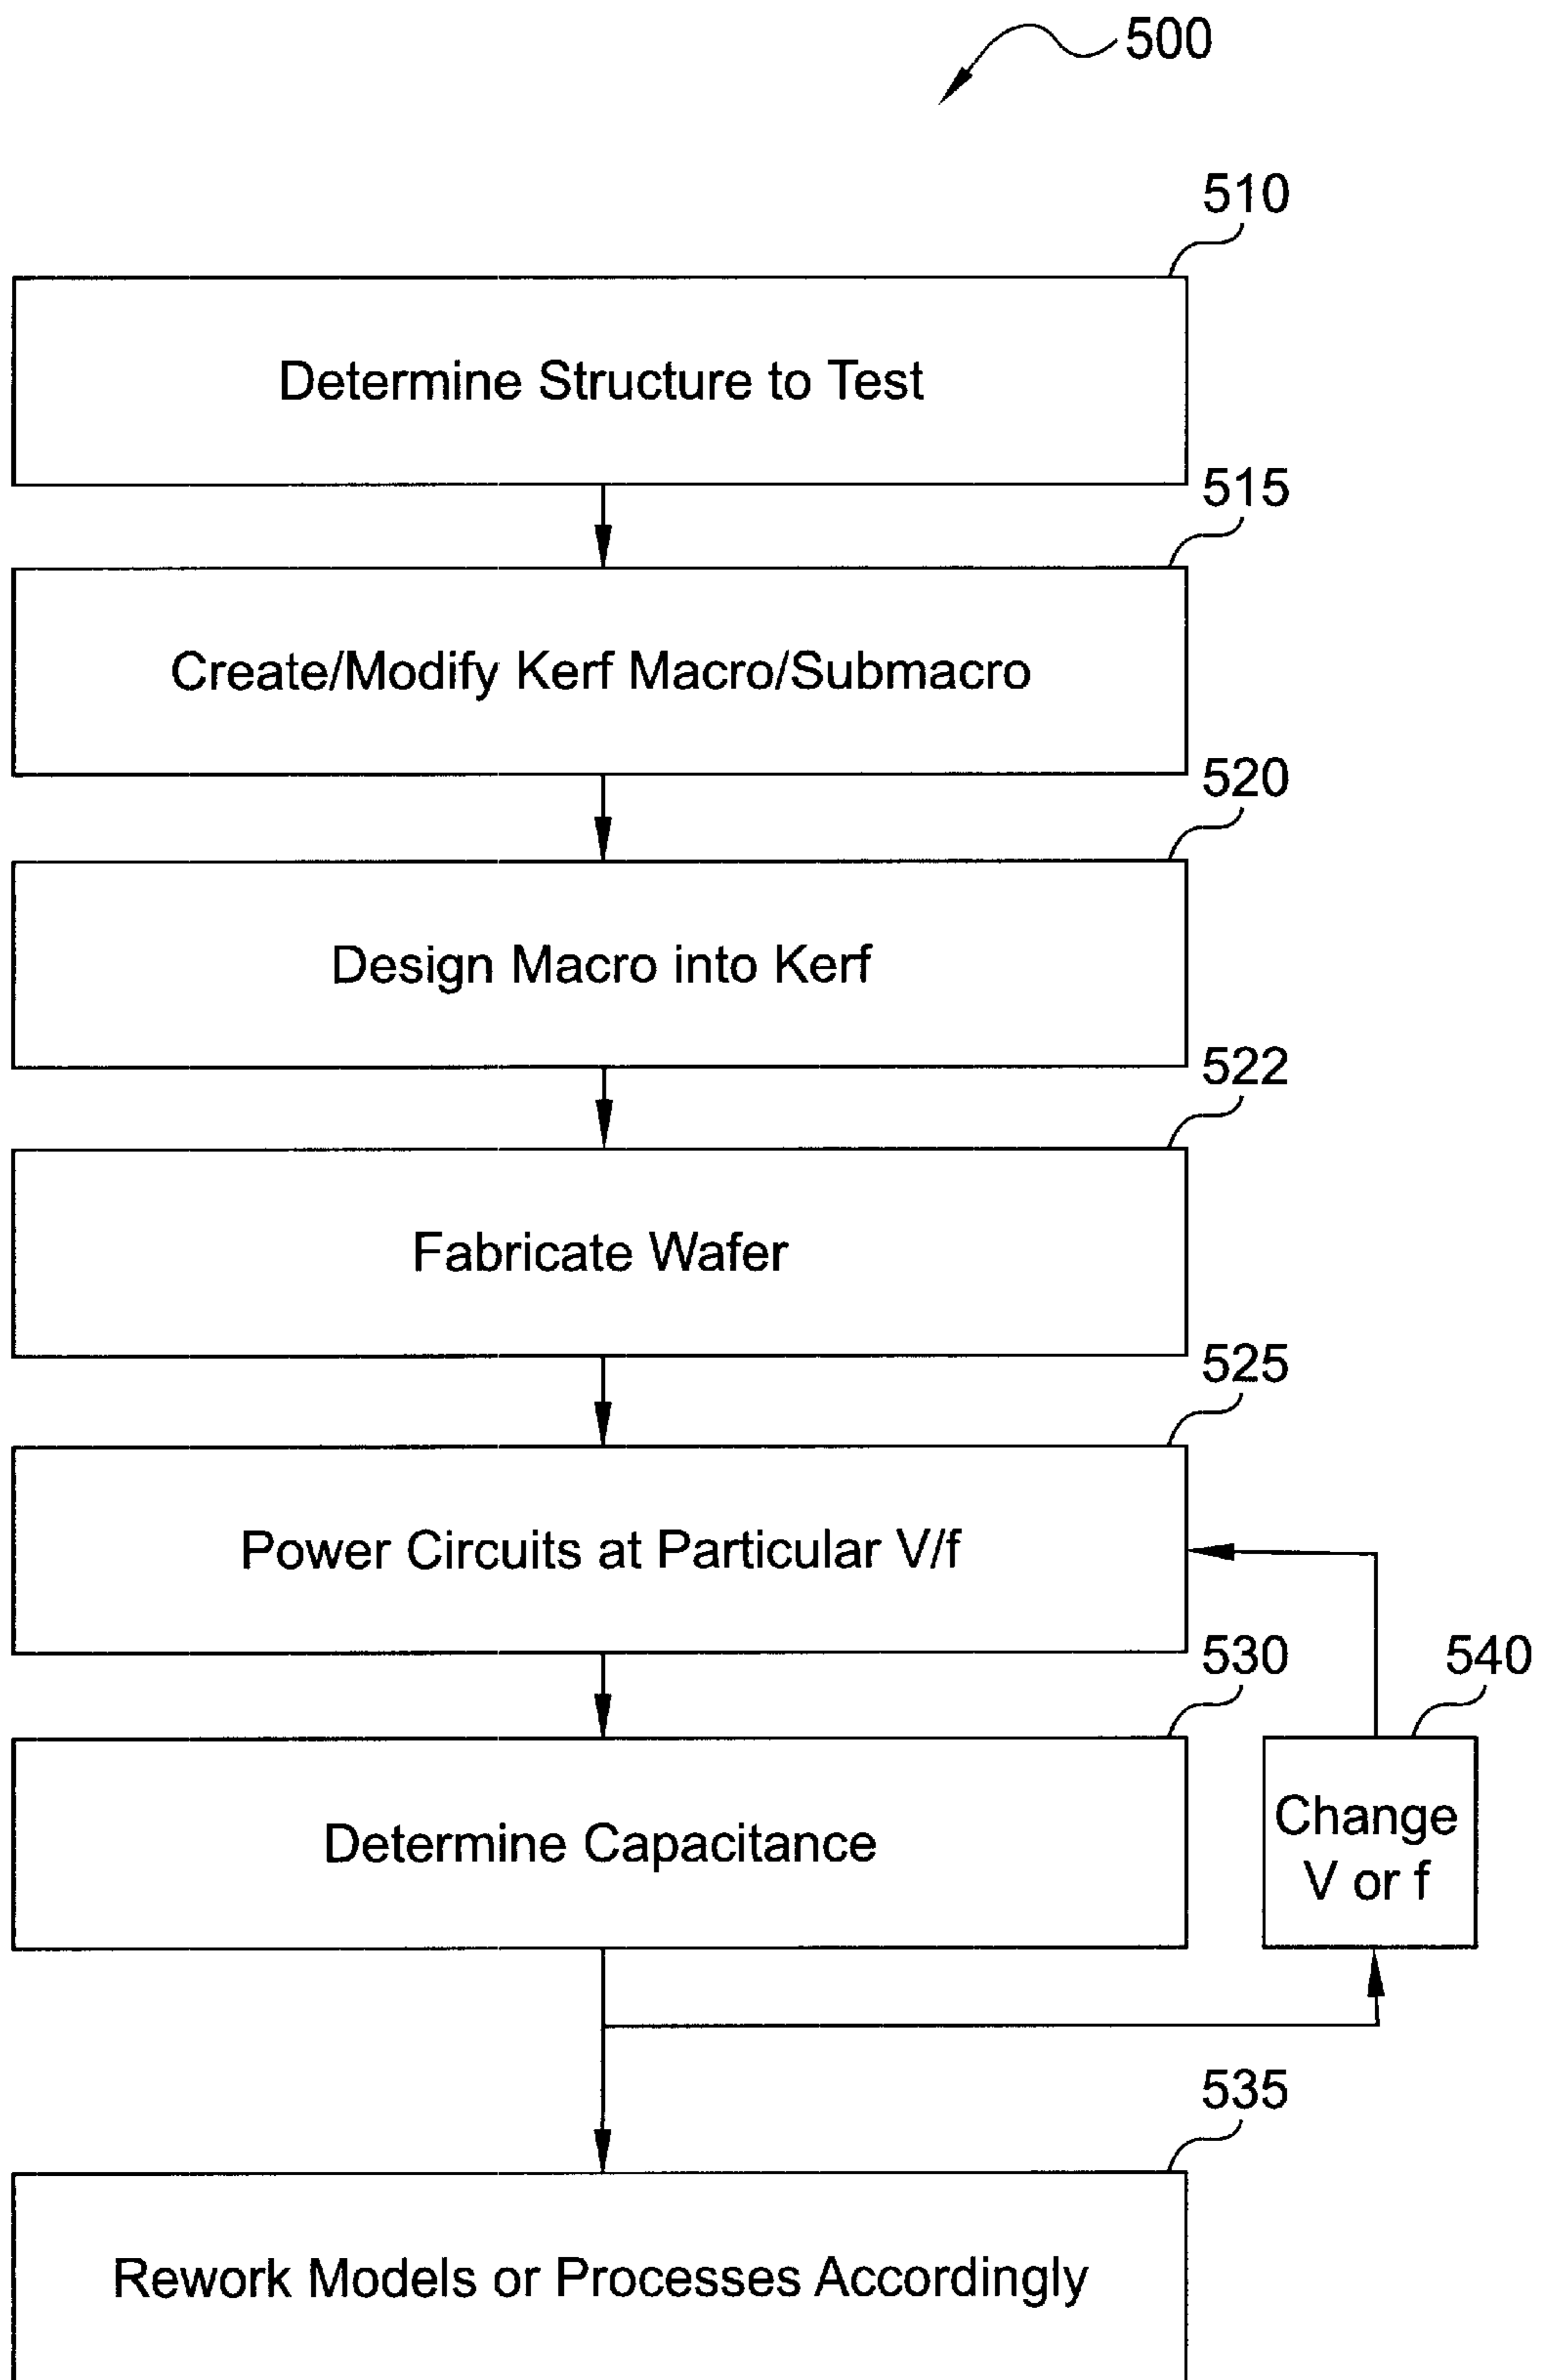 500
510
Determine Structure to Test
515
Create/Modify Kerf Macro/Submacro
520
Design Macro into Kerf
522
Fabricate Wafer
525
Power Circuits at Particular V/f
530
540
Determine Capacitance
Change
V or f
535
Rework Models or Processes Accordingly